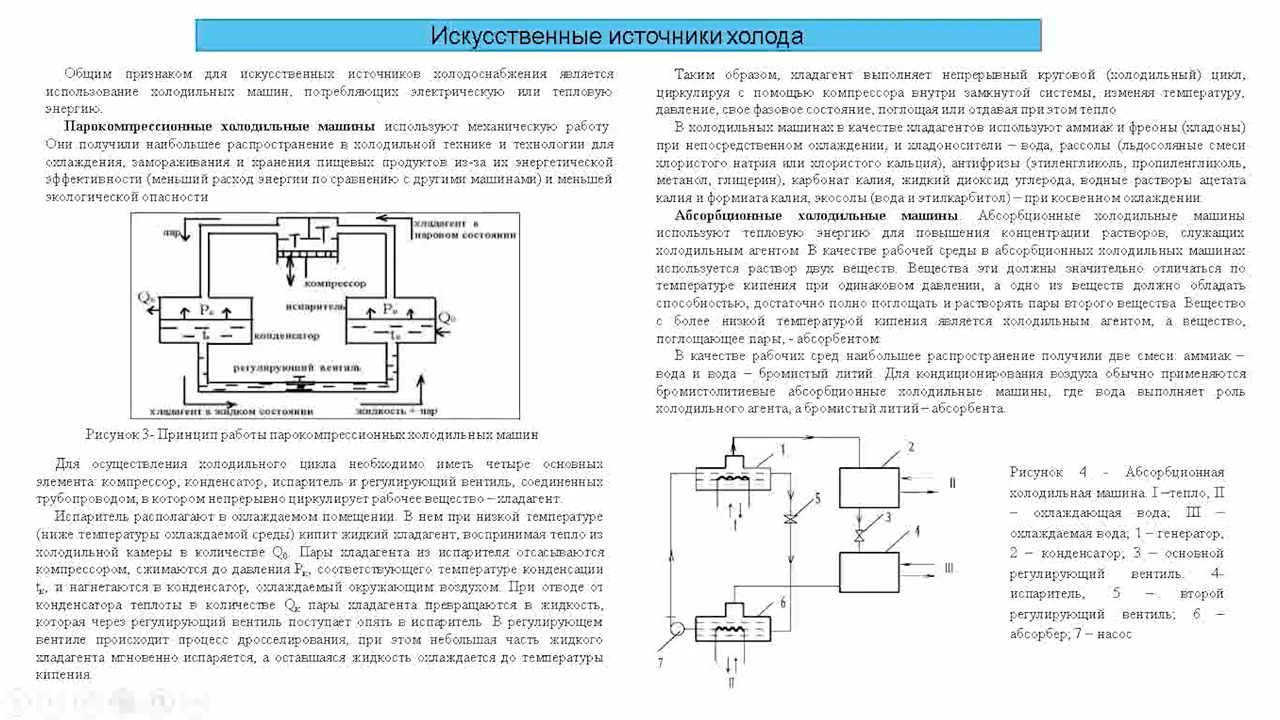 Искусственные источники холода
Общим признаком для искусственных источников холодоснабжения является
использование холодильных машин, потребляющих электрическую или тепловую
энергию.
Парокомпрессионные холодильные машины используют механическую работу
Они получили наибольшее распространение в холодильной технике и технологии для
охлаждения, замораживания и хранения пищевых продуктов из-за их энергетической
эффективности (меньший расход энергии по сравнению с другими машинами) и меньшей
экологической опасности
пар
хладагент в
паровом состоянии
компрессор
Qк
Pк
испаритель
P₀
Q₀
tк
конденсатор
t₀
регулирующий вентиль
хладагент в жидком состоянии
жидкость + пар
Рисунок 3- Принцип работы парокомпрессионных холодильных машин
Для осуществления холодильного цикла необходимо иметь четыре основных
элемента: компрессор, конденсатор, испаритель и регулирующий вентиль, соединенных
трубопроводом, в котором непрерывно циркулирует рабочее вещество – хладагент.
Испаритель располагают в охлаждаемом помещении. В нем при низкой температуре
(ниже температуры охлаждаемой среды) кипит жидкий хладагент, воспринимая тепло из
холодильной камеры в количестве Q₀. Пары хладагента из испарителя отсасываются
компрессором, сжимаются до давления Pк, соответствующего температуре конденсации
tк, и нагнетаются в конденсатор, охлаждаемый окружающим воздухом. При отводе от
конденсатора теплоты в количестве Qк пары хладагента превращаются в жидкость,
которая через регулирующий вентиль поступает опять в испаритель. В регулирующем
вентиле происходит процесс дросселирования, при этом небольшая часть жидкого
хладагента мгновенно испаряется, а оставшаяся жидкость охлаждается до температуры
кипения.
Таким образом, хладагент выполняет непрерывный круговой (холодильный) цикл,
циркулируя с помощью компрессора внутри замкнутой системы, изменяя температуру,
давление, свое фазовое состояние, поглощая или отдавая при этом тепло
В холодильных машинах в качестве хладагентов используют аммиак и фреоны (хладоны)
при непосредственном охлаждении, и хладоносители – вода, рассолы (льдосоляные смеси
хлористого натрия или хлористого кальция), антифризы (этиленгликоль, пропиленгликоль,
метанол, глицерин), карбонат калия, жидкий диоксид углерода, водные растворы ацетата
калия и формиата калия, экосолы (вода и этилкарбитол) – при косвенном охлаждении.
Абсорбционные холодильные машины. Абсорбционные холодильные машины
используют тепловую энергию для повышения концентрации растворов, служащих
холодильным агентом. В качестве рабочей среды в абсорбционных холодильных машинах
используется раствор двух веществ. Вещества эти должны значительно отличаться по
температуре кипения при одинаковом давлении, а одно из веществ должно обладать
способностью, достаточно полно поглощать и растворять пары второго вещества. Вещество
с более низкой температурой кипения является холодильным агентом, а вещество,
поглощающее пары, - абсорбентом.
В качестве рабочих сред наибольшее распространение получили две смеси: аммиак –
вода и вода – бромистый литий. Для кондиционирования воздуха обычно применяются
бромистолитиевые абсорбционные холодильные машины, где вода выполняет роль
холодильного агента, а бромистый литий – абсорбента.
1
2
I
II
5
3
4
III
6
7
II
Рисунок 4 - Абсорбционная
холодильная машина. I –тепло, II
– охлаждающая вода; III –
охлаждаемая вода; 1 – генератор;
2 – конденсатор; 3 – основной
регулирующий вентиль: 4-
испаритель, 5 – второй
регулирующий вентиль; 6 –
абсорбер; 7 – насос